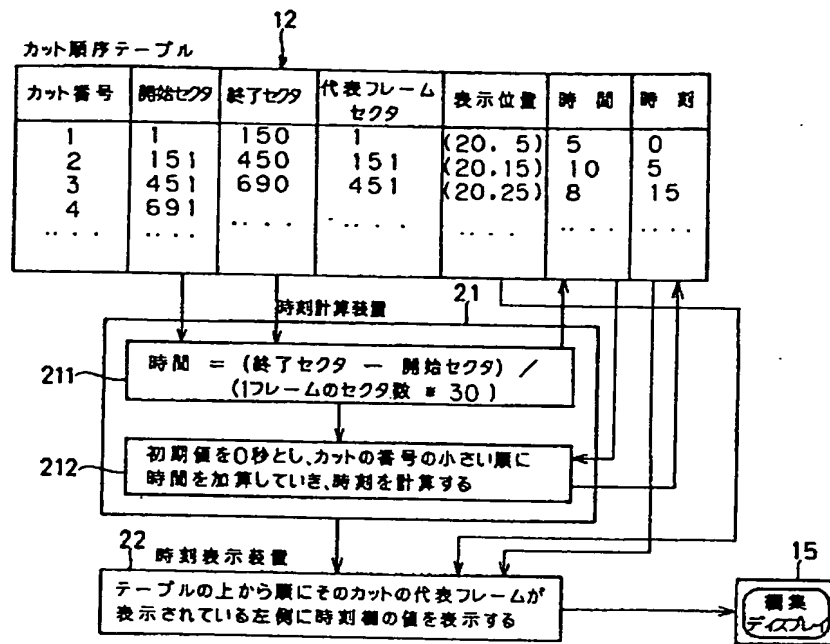 12
カット順序テーブル
カット番号 開始セクタ 終了セクタ 代表フレームセクタ 表示位置 時間 時刻
1 1 150 1 (20. 5) 5 0
2 151 450 151 (20.15) 10 5
3 451 690 451 (20.25) 8 15
4 691 .... .... .... .... ....
.... ....
時刻計算装置 21
211
時間 = (終了セクタ - 開始セクタ) /
(1フレームのセクタ数 * 30)
212
初期値を0秒とし、カットの番号の小さい順に
時間を加算していき、時刻を計算する
22 時刻表示装置
テーブルの上から順にそのカットの代表フレームが
表示されている左側に時刻欄の値を表示する
15
編集
ディスプレイ